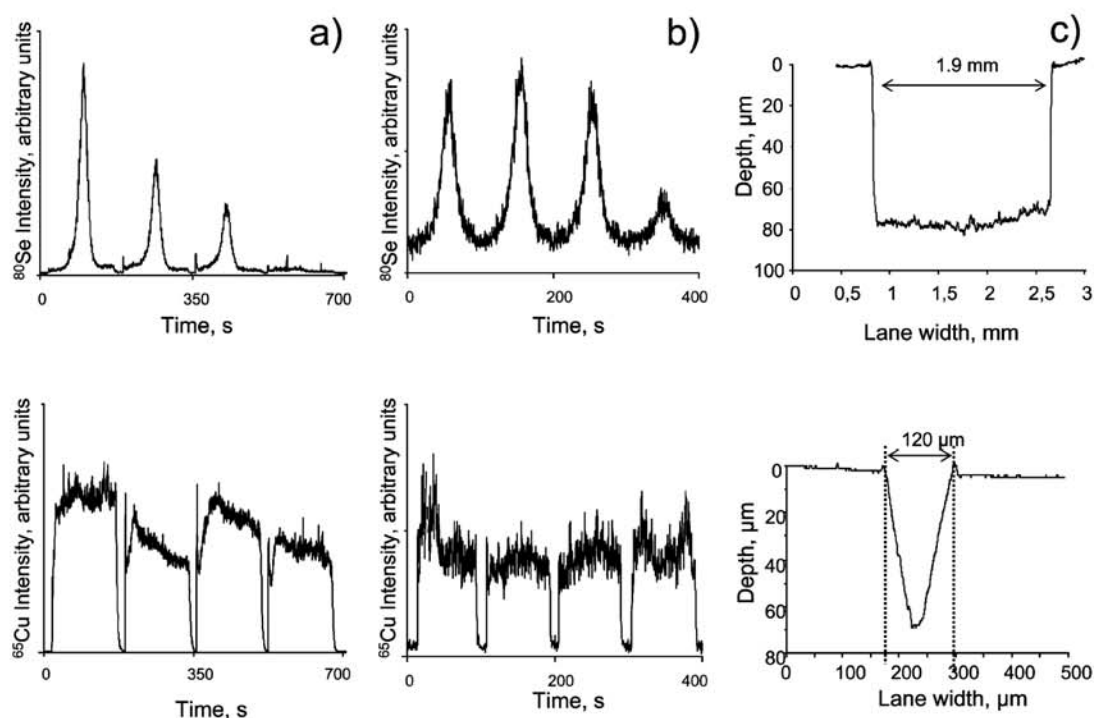 a)
⁸⁰Se Intensity, arbitrary units
0 350 700
Time, s
b)
⁸⁰Se Intensity, arbitrary units
0 200 400
Time, s
c)
1.9 mm
Depth, µm
0
20
40
60
80
100
0 0,5 1 1,5 2 2,5 3
Lane width, mm
⁶⁵Cu Intensity, arbitrary units
0 350 700
Time, s
⁶⁵Cu Intensity, arbitrary units
0 200 400
Time, s
120 µm
Depth, µm
0
20
40
60
80
0 100 200 300 400 500
Lane width, µm